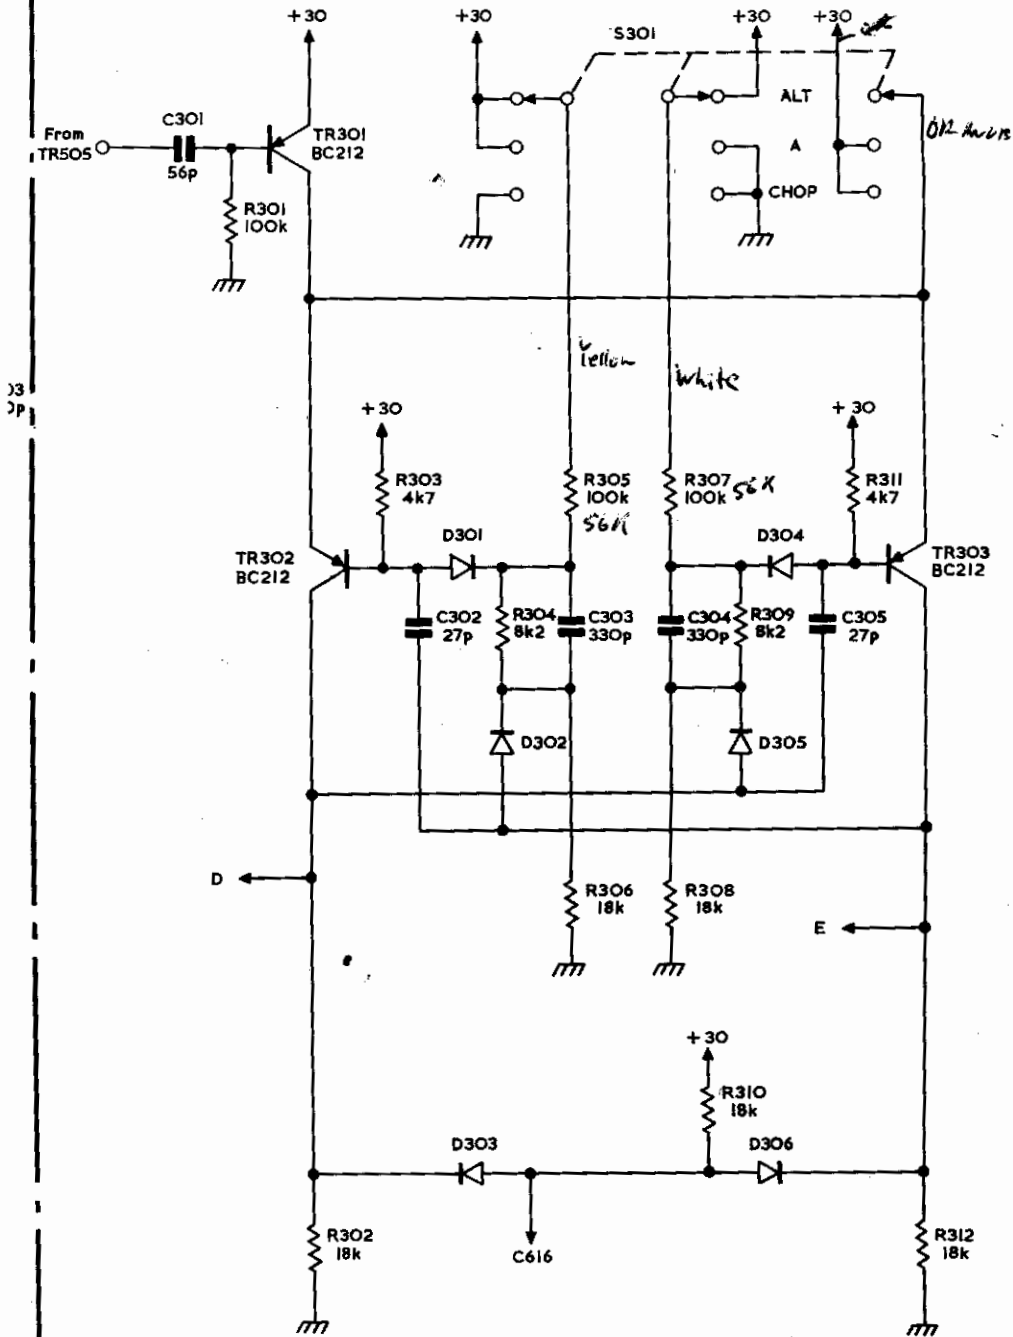 +30
+30
+30
+30
S301
ALT
A
CHOP
From
TR505
C301
56p
TR301
BC212
R301
100k
Yellow
White
03
0p
+30
+30
R303
4k7
R305
100k
56K
R307
100k
56K
R311
4k7
D301
D304
TR302
BC212
TR303
BC212
C302
27p
R304
8k2
C303
330p
C304
330p
R309
8k2
C305
27p
D302
D305
D
R306
18k
R308
18k
E
+30
R310
18k
D303
D306
C616
R302
18k
R312
18k